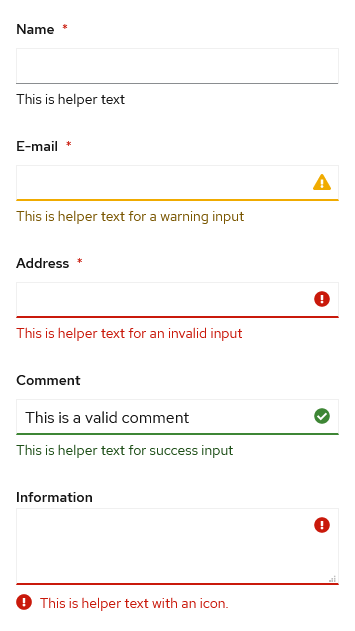 Name *
This is helper text
E-mail *
This is helper text for a warning input
Address *
This is helper text for an invalid input
Comment
This is a valid comment
This is helper text for success input
Information
This is helper text with an icon.